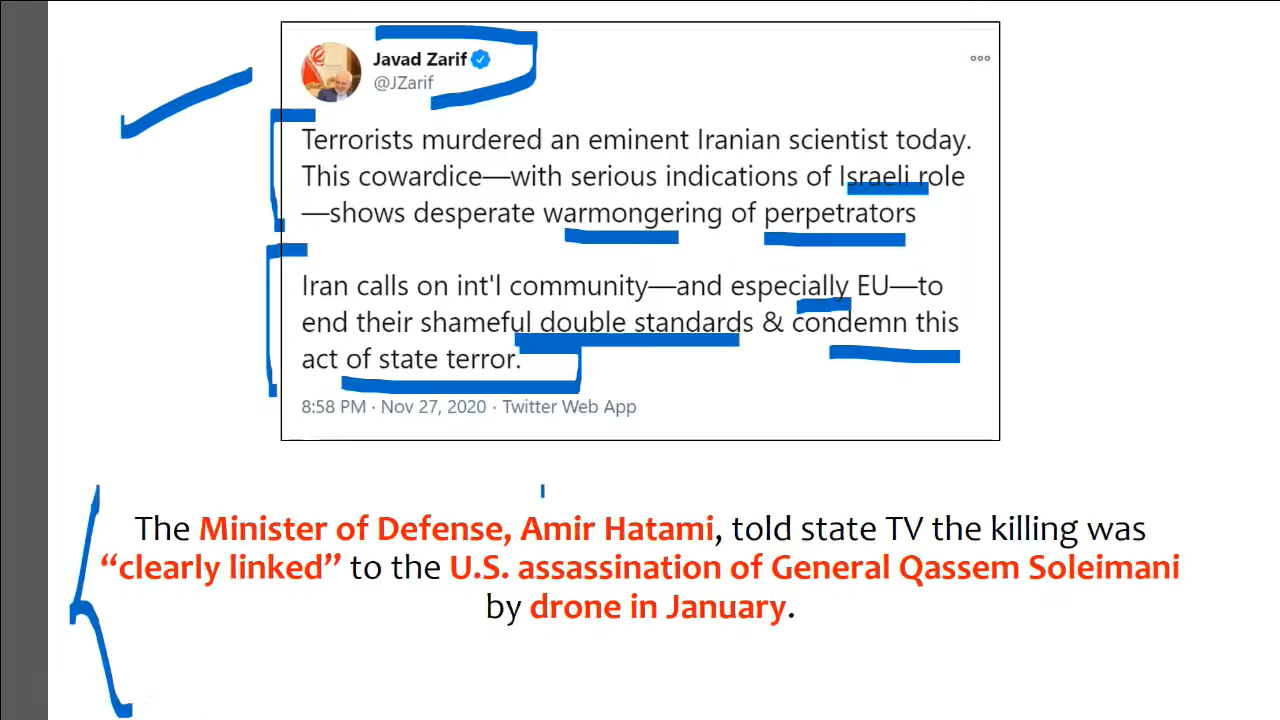 Javad Zarif
@JZarif
Terrorists murdered an eminent Iranian scientist today.
This cowardice—with serious indications of Israeli role
—shows desperate warmongering of perpetrators
Iran calls on int'l community—and especially EU—to
end their shameful double standards & condemn this
act of state terror.
8:58 PM · Nov 27, 2020 · Twitter Web App
The Minister of Defense, Amir Hatami, told state TV the killing was
“clearly linked” to the U.S. assassination of General Qassem Soleimani
by drone in January.